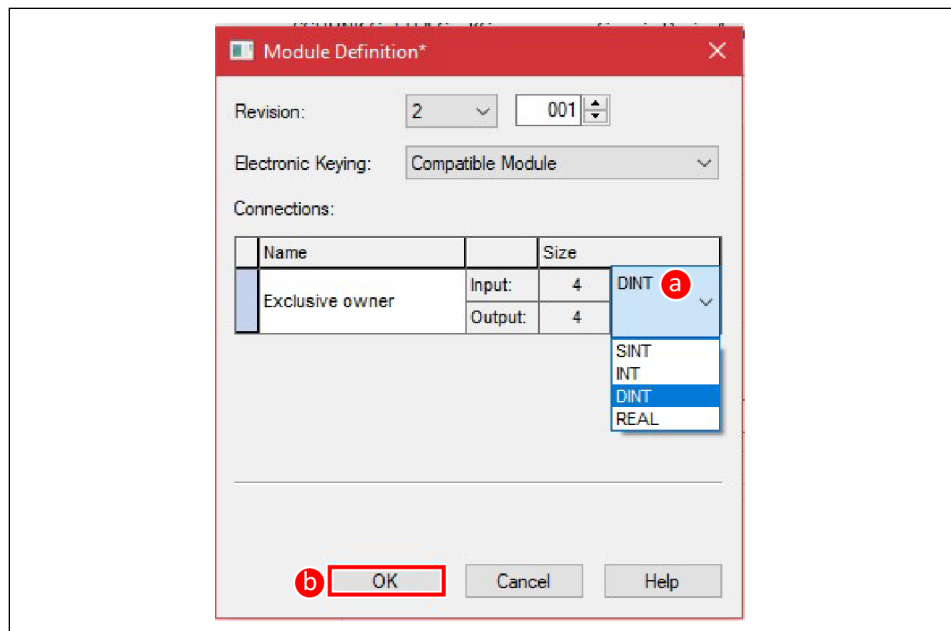 Module Definition*
Revision: 2 001
Electronic Keying: Compatible Module
Connections:
Name Size
Exclusive owner Input: 4 DINT a
Output: 4
SINT
INT
DINT
REAL
b OK Cancel Help